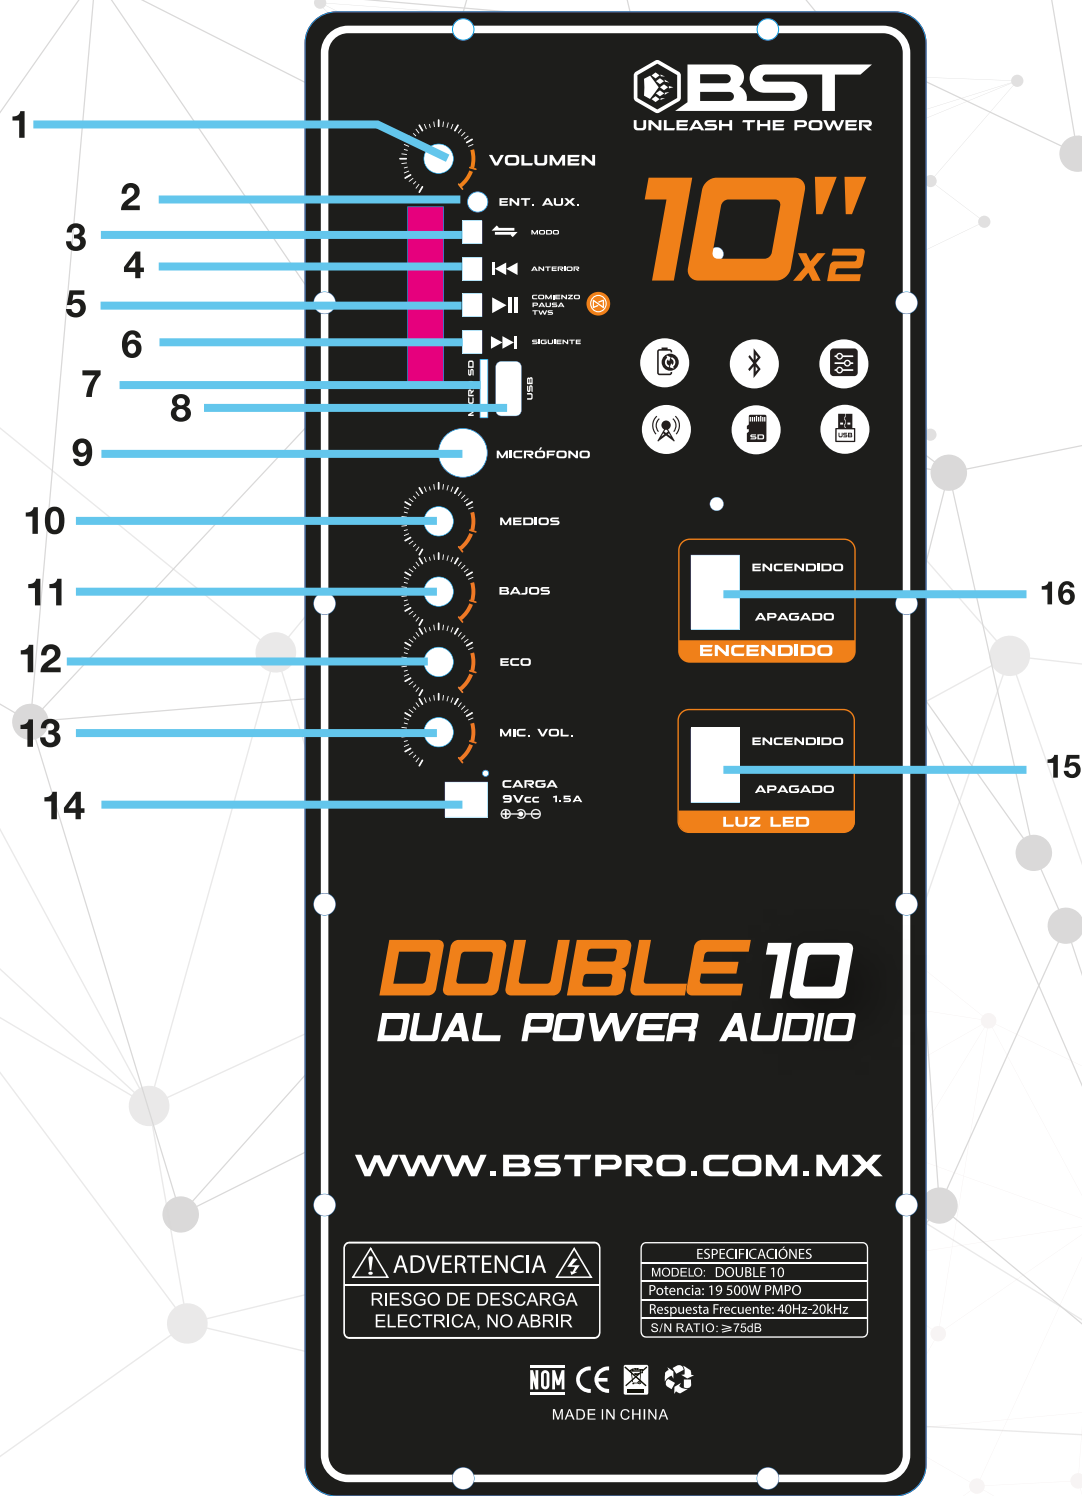 BST
UNLEASH THE POWER
10"x2
1
VOLUMEN
2
ENT. AUX.
3
MODO
4
ANTERIOR
5
COMIENZO
PAUSA
TWS
6
SIGUIENTE
7
MICRO SD
8
USB
SD
USB
9
MICRÓFONO
10
MEDIOS
11
BAJOS
12
ECO
13
MIC. VOL.
14
CARGA
9Vcc 1.5A
ENCENDIDO
16
APAGADO
ENCENDIDO
ENCENDIDO
15
APAGADO
LUZ LED
DOUBLE 10
DUAL POWER AUDIO
WWW.BSTPRO.COM.MX
ADVERTENCIA
RIESGO DE DESCARGA
ELECTRICA, NO ABRIR
ESPECIFICACIÓNES
MODELO: DOUBLE 10
Potencia: 19 500W PMPO
Respuesta Frecuente: 40Hz-20kHz
S/N RATIO: ⩾75dB
NOM CE
MADE IN CHINA